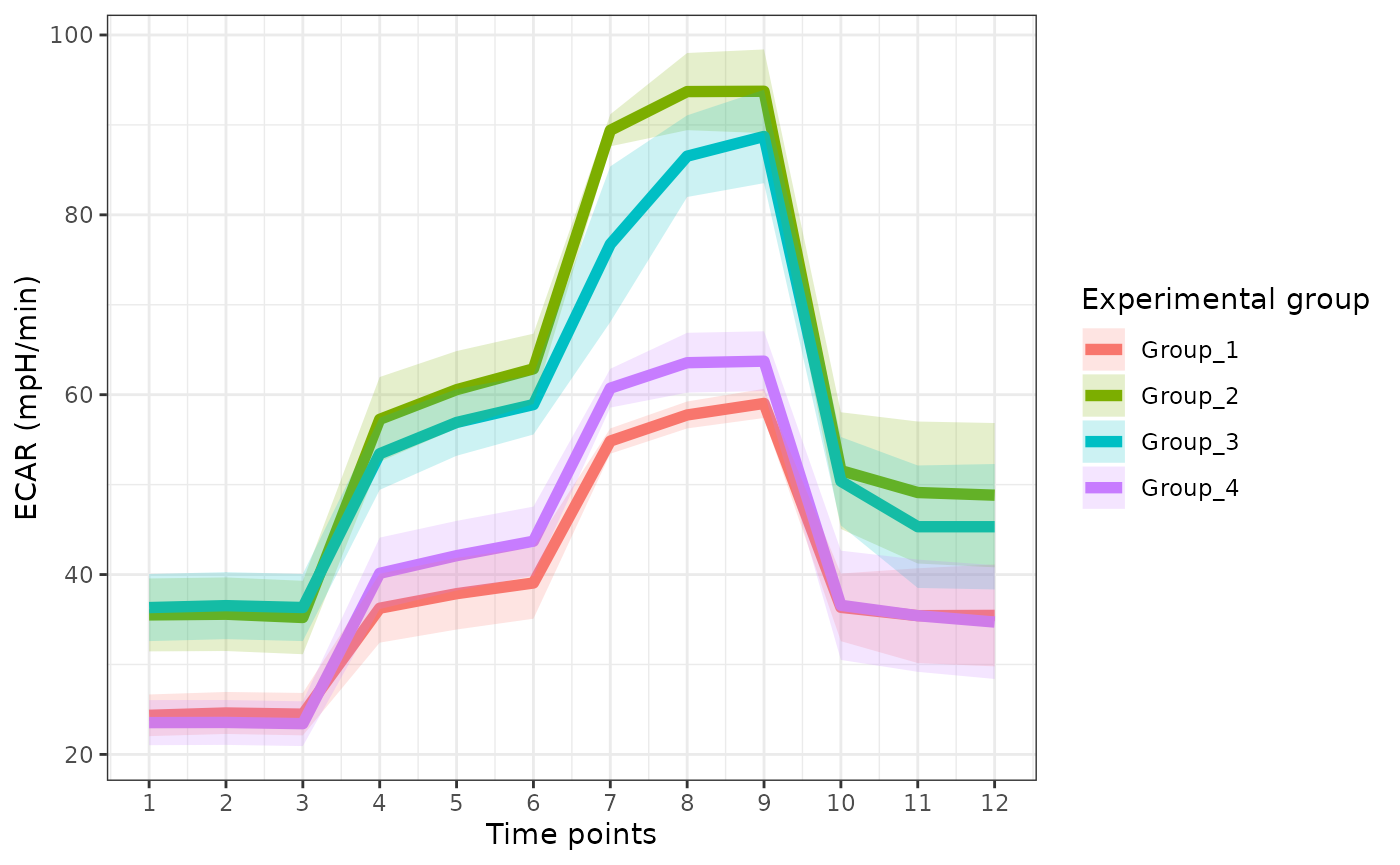 100
80
60
40
20
ECAR (mpH/min)
1 2 3 4 5 6 7 8 9 10 11 12
Time points
Experimental group
Group_1
Group_2
Group_3
Group_4